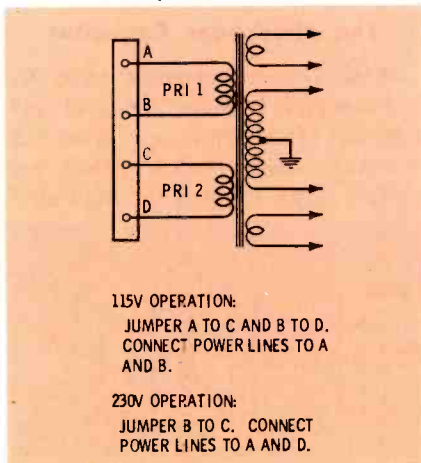 A
PRI 1
B
C
PRI 2
D
115V OPERATION:
JUMPER A TO C AND B TO D.
CONNECT POWER LINES TO A
AND B.
230V OPERATION:
JUMPER B TO C. CONNECT
POWER LINES TO A AND D.